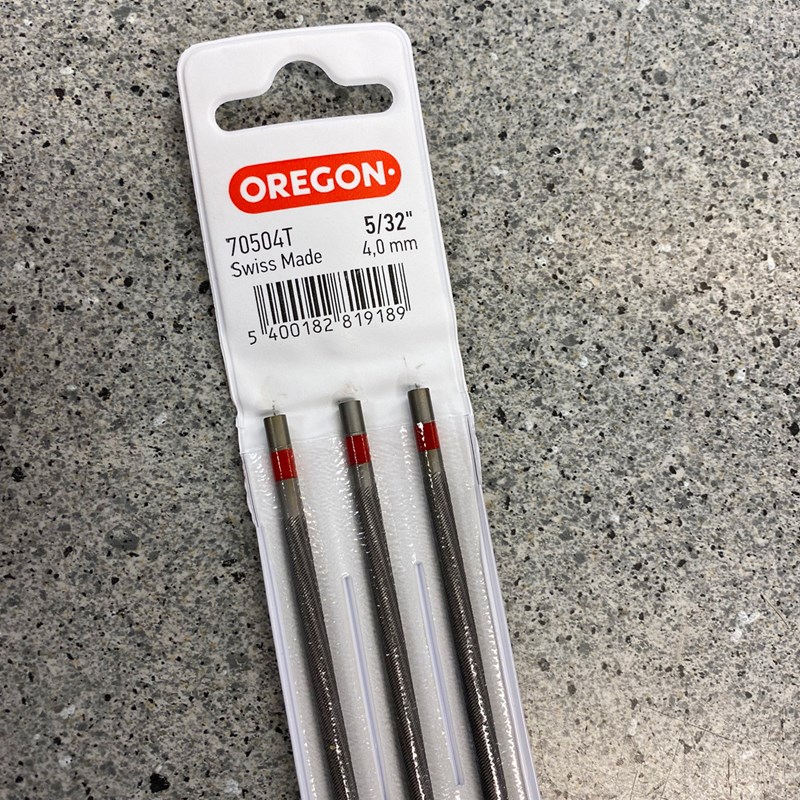 OREGON
70504T 5/32"
Swiss Made 4,0 mm
5 400182 819189